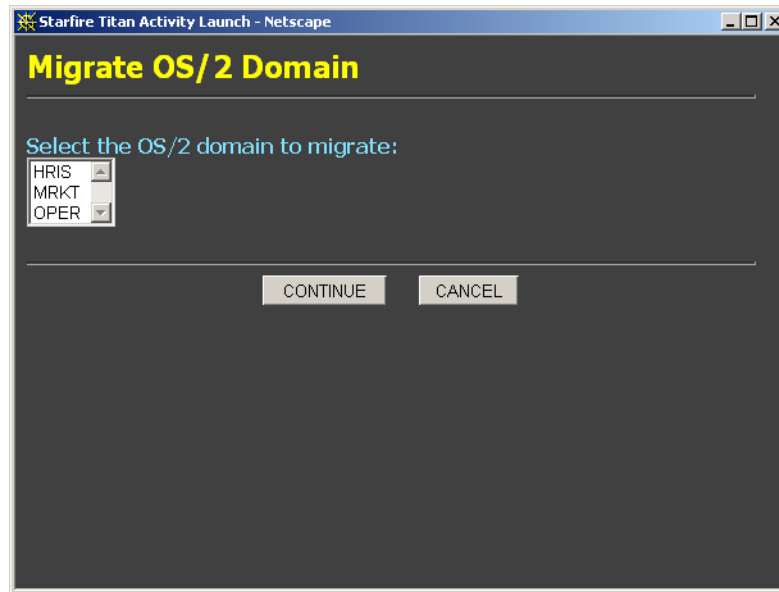 Starfire Titan Activity Launch - Netscape
Migrate OS/2 Domain
Select the OS/2 domain to migrate:
HRIS
MRKT
OPER
CONTINUE CANCEL